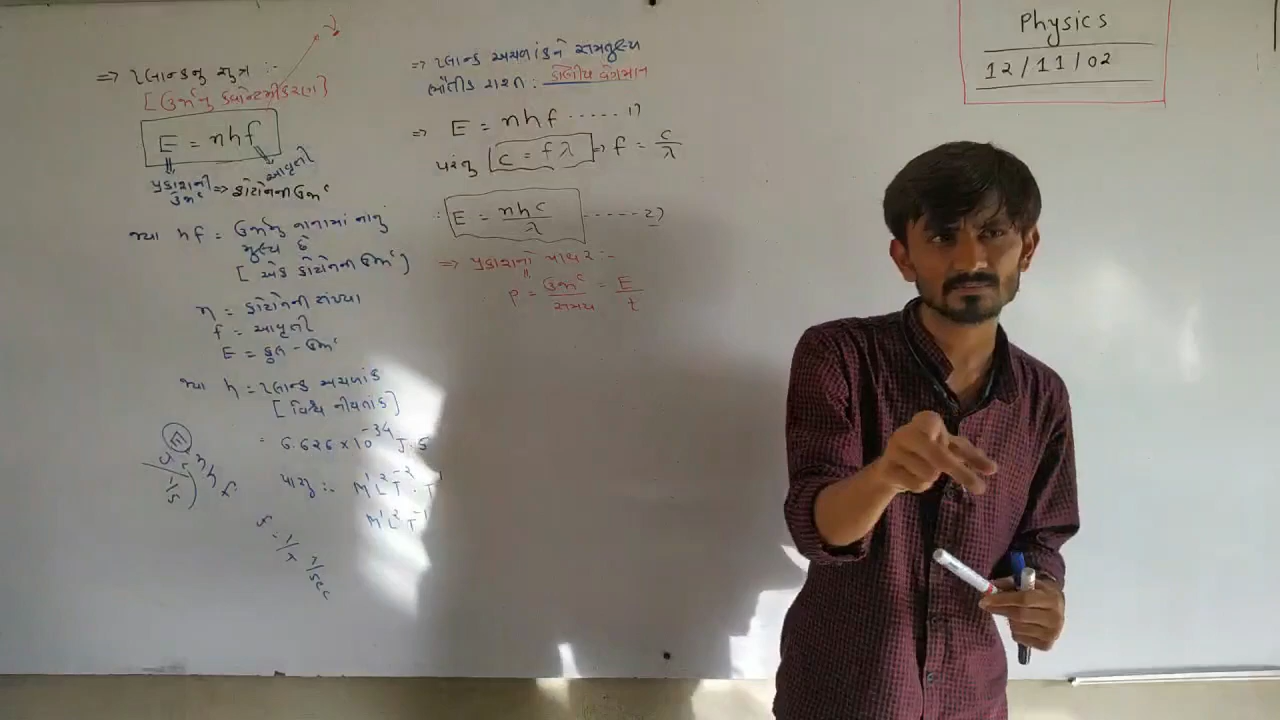 Physics
12/11/02
⇒ પ્લાન્કનુ સુત્ર :-
[ઉર્જાનુ ક્વોન્ટમીકરણ]
E = nhf
પ્રકાશની ઉર્જા ⇒ ફોટોનની ઉર્જા
આવૃતી
જ્યાં hf = ઉર્જાનુ નાનામાં નાનું
મુલ્ય છે
[એક ફોટોનની ઉર્જા]
n = ફોટોનની સંખ્યા
f = આવૃતી
E = કુલ - ઉર્જા
જ્યાં h = પ્લાન્ક અચળાંક
[વિશ્વ નીયતાંક]
= 6.626 × 10⁻³⁴ J·S
પાસુ :- M¹L²T⁻² · T¹
M¹L²T⁻¹
⇒ પ્લાન્ક અચળાંકને સમતુલ્ય
ભૌતીક રાશી : કોણીય વેગમાન
⇒ E = nhf ...... 1)
પરંતુ C = fλ ⇒ f = c/λ
∴ E = nhc/λ ...... 2)
⇒ પ્રકાશનો પાવર :-
P = ઉર્જા/સમય = E/t